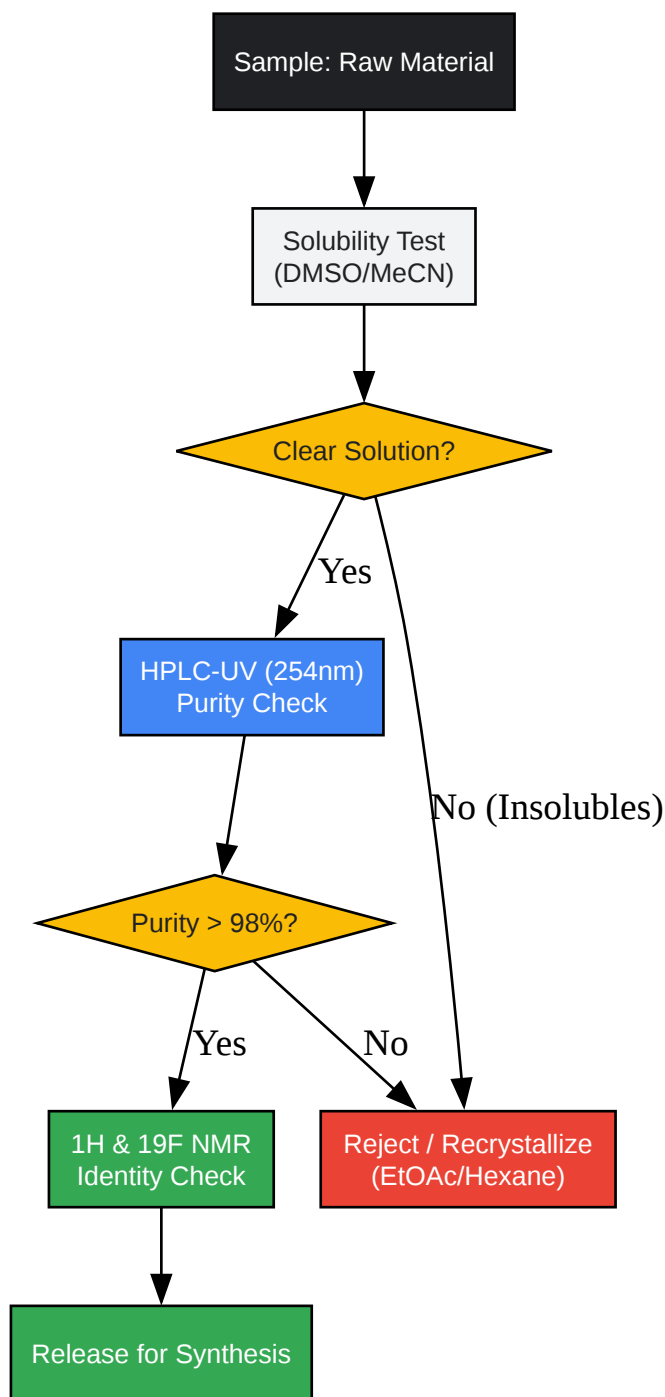 Sample: Raw Material
Solubility Test
(DMSO/MeCN)
Clear Solution?
Yes
HPLC-UV (254nm)
Purity Check
No (Insolubles)
Purity > 98%?
Yes
No
1H & 19F NMR
Identity Check
Reject / Recrystallize
(EtOAc/Hexane)
Release for Synthesis